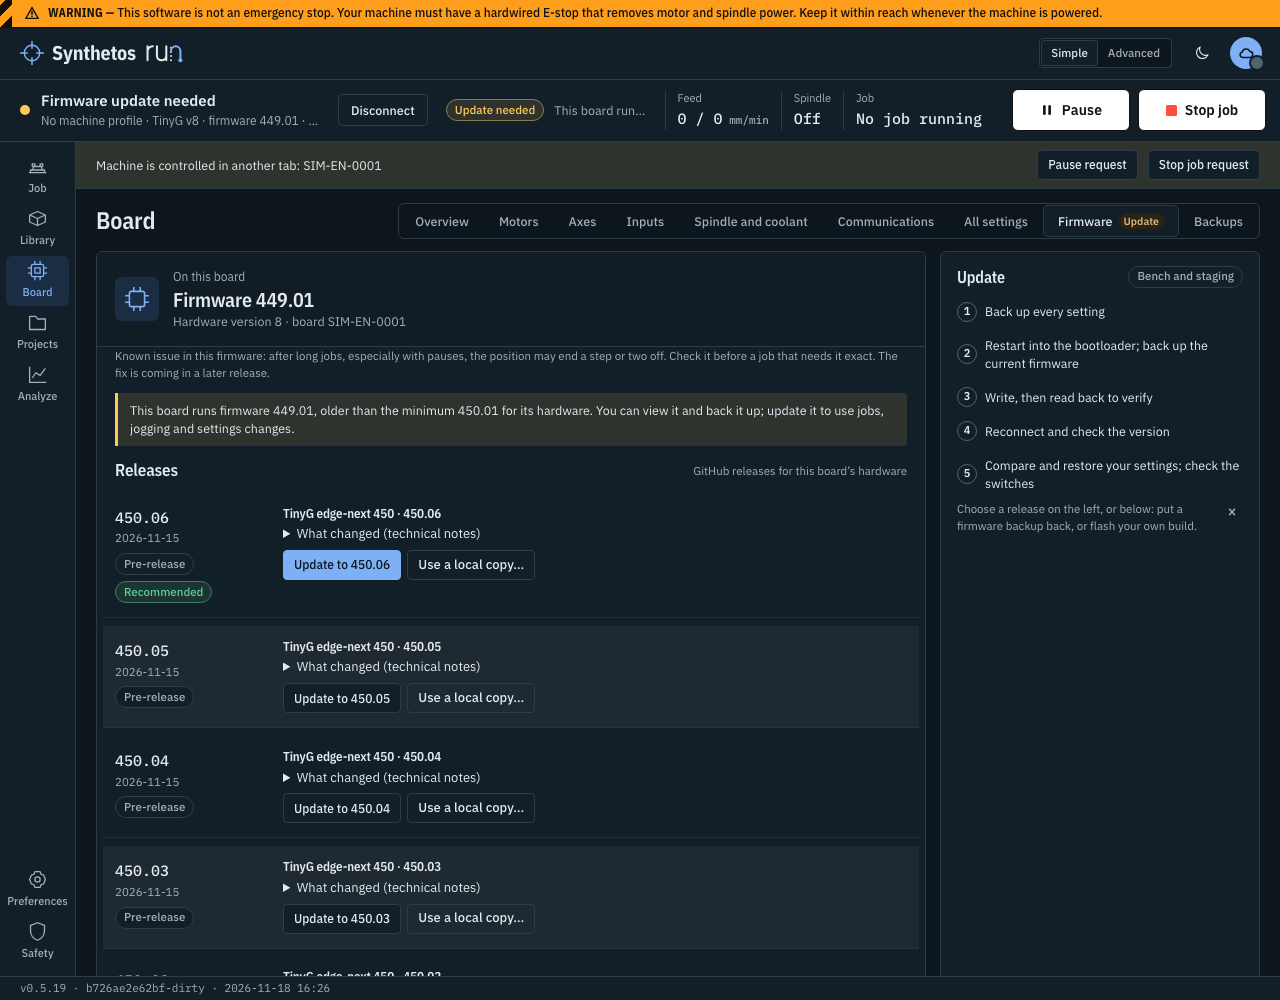 WARNING — This software is not an emergency stop. Your machine must have a hardwired E-stop that removes motor and spindle power. Keep it within reach whenever the machine is powered.
Synthetos run
Simple
Advanced
Firmware update needed
No machine profile · TinyG v8 · firmware 449.01 · ...
Disconnect
Update needed
This board run...
Feed
0 / 0 mm/min
Spindle
Off
Job
No job running
Pause
Stop job
Machine is controlled in another tab: SIM-EN-0001
Pause request
Stop job request
Job
Library
Board
Projects
Analyze
Preferences
Safety
Board
Overview
Motors
Axes
Inputs
Spindle and coolant
Communications
All settings
Firmware
Update
Backups
On this board
Firmware 449.01
Hardware version 8 · board SIM-EN-0001
Known issue in this firmware: after long jobs, especially with pauses, the position may end a step or two off. Check it before a job that needs it exact. The
fix is coming in a later release.
This board runs firmware 449.01, older than the minimum 450.01 for its hardware. You can view it and back it up; update it to use jobs,
jogging and settings changes.
Releases
GitHub releases for this board's hardware
450.06
2026-11-15
Pre-release
Recommended
TinyG edge-next 450 · 450.06
What changed (technical notes)
Update to 450.06
Use a local copy...
450.05
2026-11-15
Pre-release
TinyG edge-next 450 · 450.05
What changed (technical notes)
Update to 450.05
Use a local copy...
450.04
2026-11-15
Pre-release
TinyG edge-next 450 · 450.04
What changed (technical notes)
Update to 450.04
Use a local copy...
450.03
2026-11-15
Pre-release
TinyG edge-next 450 · 450.03
What changed (technical notes)
Update to 450.03
Use a local copy...
Update
Bench and staging
1 Back up every setting
2 Restart into the bootloader; back up the
current firmware
3 Write, then read back to verify
4 Reconnect and check the version
5 Compare and restore your settings; check the
switches
Choose a release on the left, or below: put a
firmware backup back, or flash your own build.
×
v0.5.19 · b726ae2e62bf-dirty · 2026-11-18 16:26